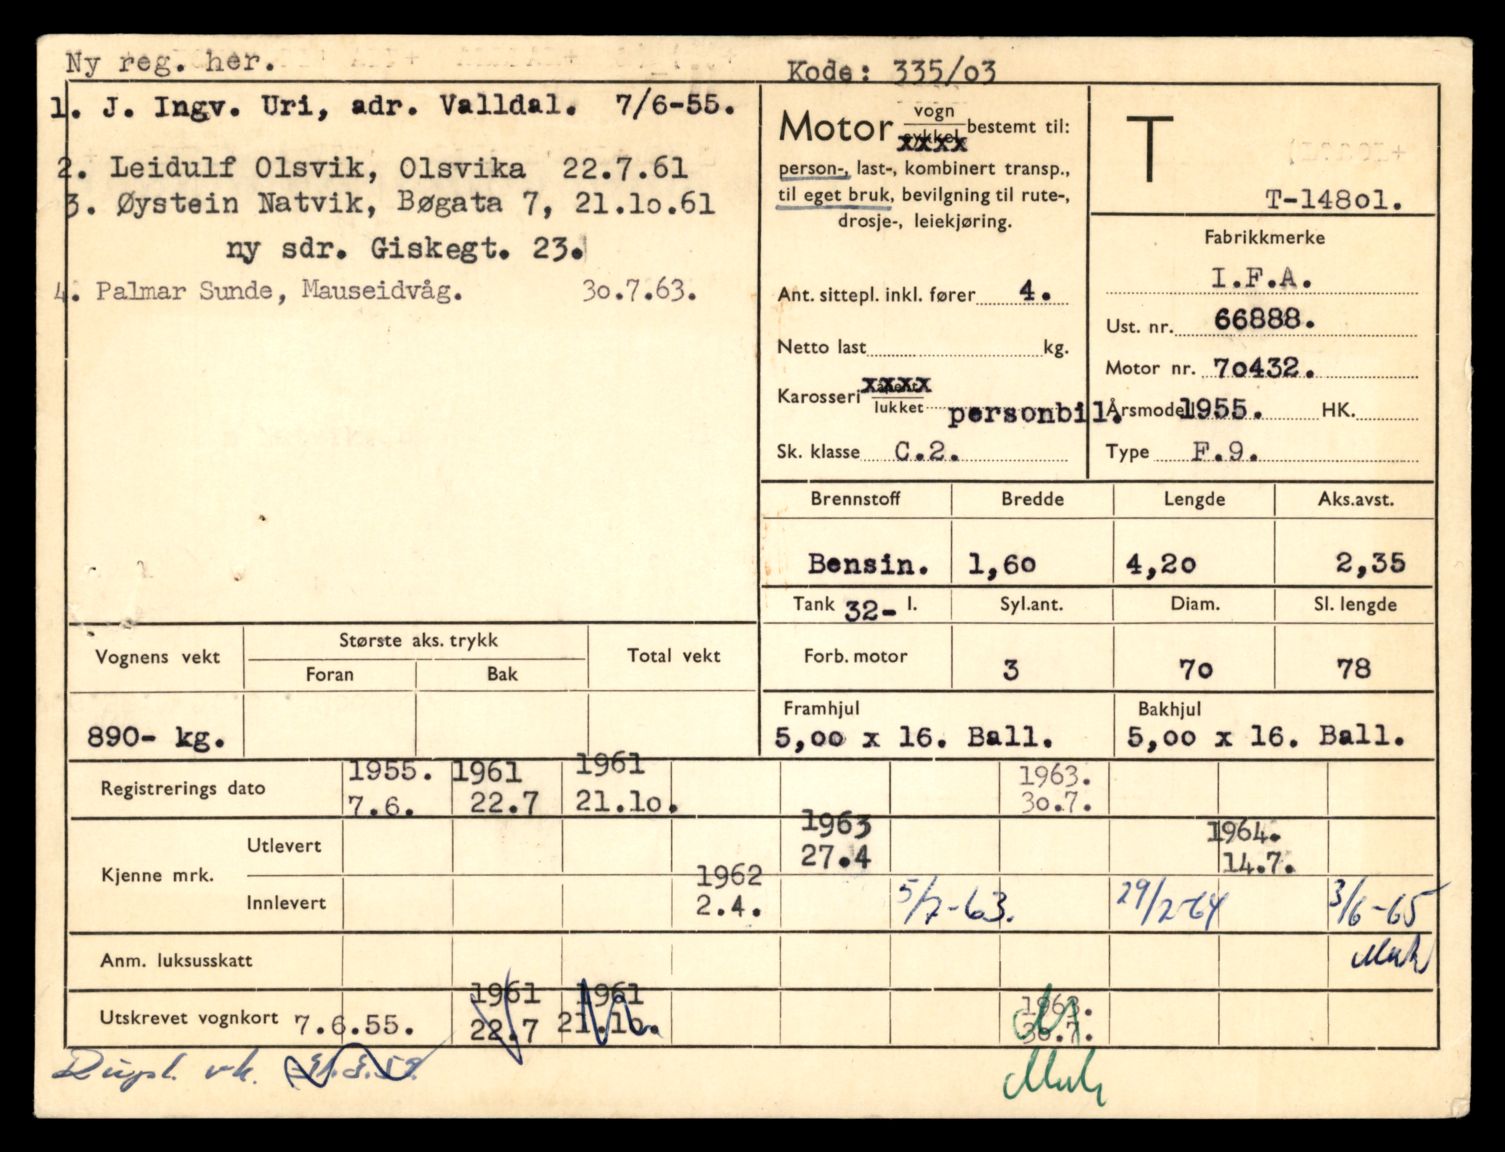 Ny reg. her.
Kode: 335/o3
1. J. Ingv. Uri, adr. Valldal. 7/6-55.
2. Leidulf Olsvik, Olsvika 22.7.61
3. Øystein Natvik, Bøgata 7, 21.1o.61
ny sdr. Giskegt. 23.
4. Palmar Sunde, Mauseidvåg. 3o.7.63.
Motor vogn xxxx bestemt til:
person-, last-, kombinert transp.,
til eget bruk, bevilgning til rute-,
drosje-, leiekjøring.
Ant. sittepl. inkl. fører 4.
Netto last kg.
Karosseri xxxx lukket personbil.
Sk. klasse C.2.
T
T-148o1.
Fabrikkmerke
I.F.A.
Ust. nr. 66888.
Motor nr. 7o432.
Årsmodell 1955. HK.
Type F.9.
Brennstoff Bredde Lengde Aks.avst.
Bensin. 1,6o 4,2o 2,35
Tank 32- l. Syl.ant. Diam. Sl. lengde
Forb. motor 3 7o 78
Framhjul Bakhjul
5,oo x 16. Ball. 5,oo x 16. Ball.
Vognens vekt Største aks. trykk Total vekt
Foran Bak
890- kg.
Registrerings dato 1955. 1961 1961 1963.
7.6. 22.7 21.1o. 3o.7.
Kjenne mrk.
Utlevert 1963 1964.
27.4 14.7.
Innlevert 1962
2.4. 5/7-63. 29/2-64 3/6-65
Anm. luksusskatt
Utskrevet vognkort 7.6.55. 1961 1961 1963.
22.7 21.1o. 3o.7.
Dupl. vk.